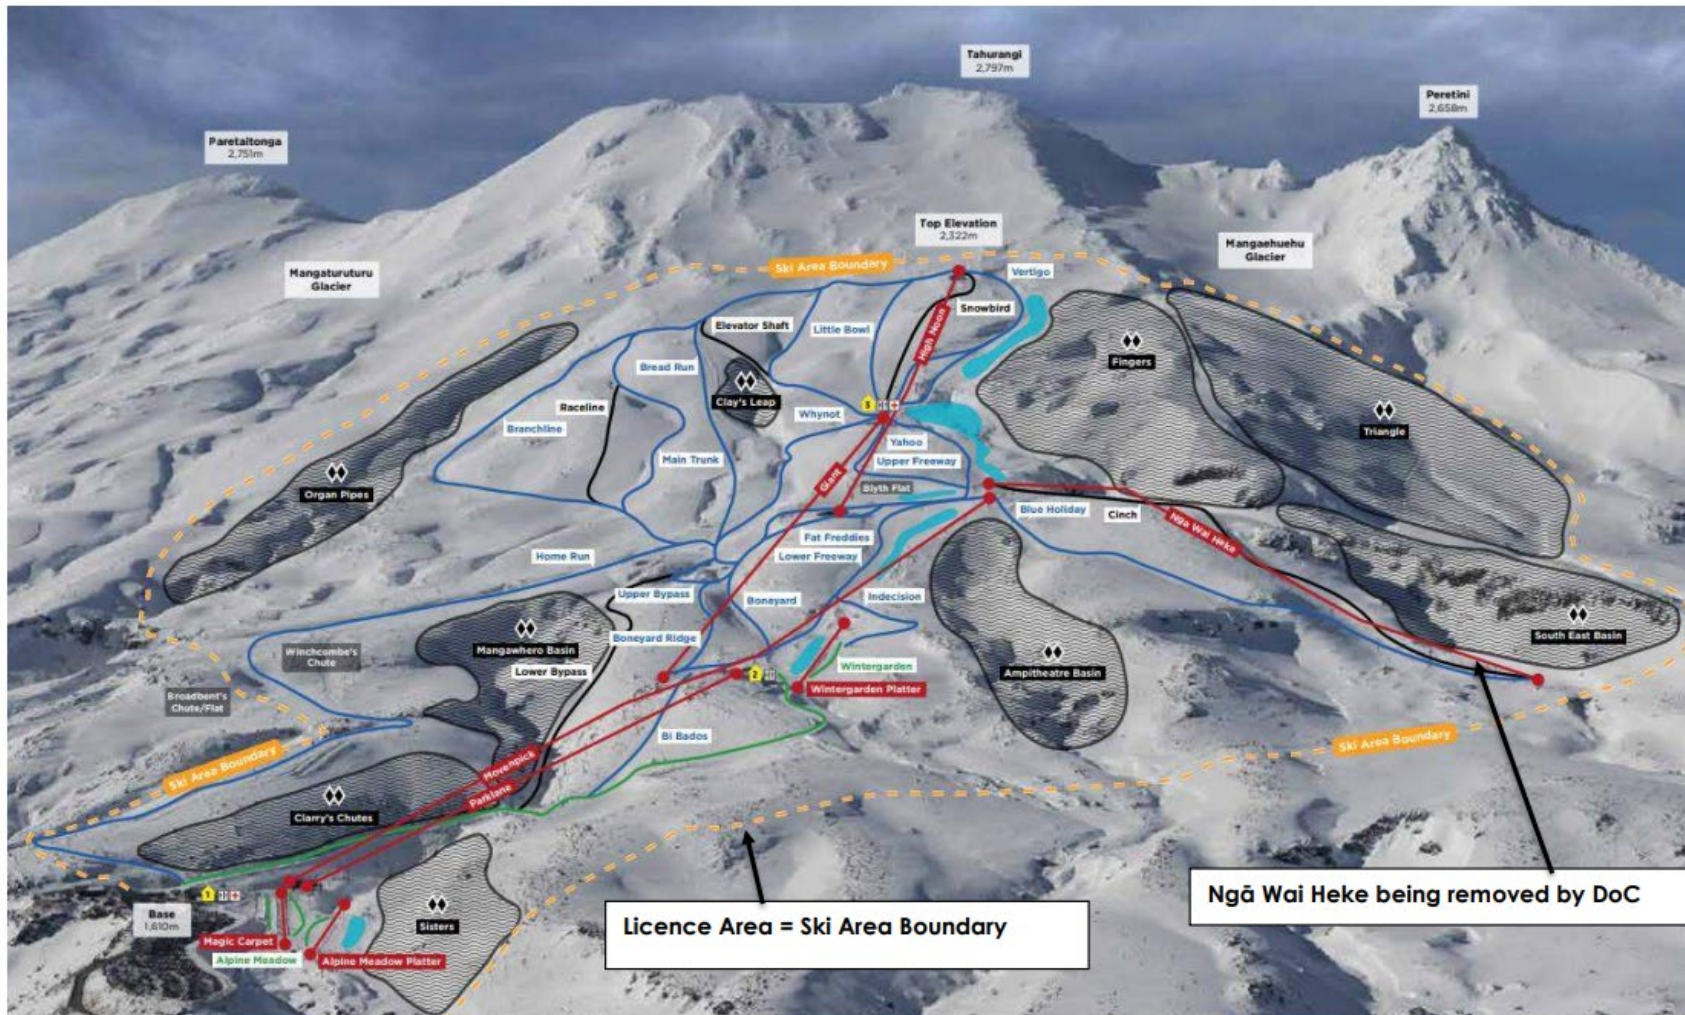 Tahurangi
2,797m
Peretini
2,658m
Paretaitonga
2,751m
Top Elevation
2,322m
Mangaehuehu
Glacier
Mangaturuturu
Glacier
Ski Area Boundary
Vertigo
Snowbird
High Noon
Elevator Shaft
Little Bowl
Fingers
Bread Run
Clay's Leap
Raceline
Whynot
Branchline
Triangle
Yahoo
Main Trunk
Upper Freeway
Giant
Blyth Flat
Organ Pipes
Blue Holiday
Cinch
Ngā Wai Heke
Fat Freddies
Home Run
Lower Freeway
Upper Bypass
Boneyard
Indecision
Boneyard Ridge
South East Basin
Mangawhero Basin
Winchcombe's
Chute
Lower Bypass
Wintergarden
Ampitheatre Basin
Wintergarden Platter
Broadbent's
Chute/Flat
3
2
Bi Bados
Ski Area Boundary
Ski Area Boundary
Movenpick
Parklane
Clarry's Chutes
1
Base
1,610m
Sisters
Magic Carpet
Alpine Meadow
Alpine Meadow Platter
Licence Area = Ski Area Boundary
Ngā Wai Heke being removed by DoC